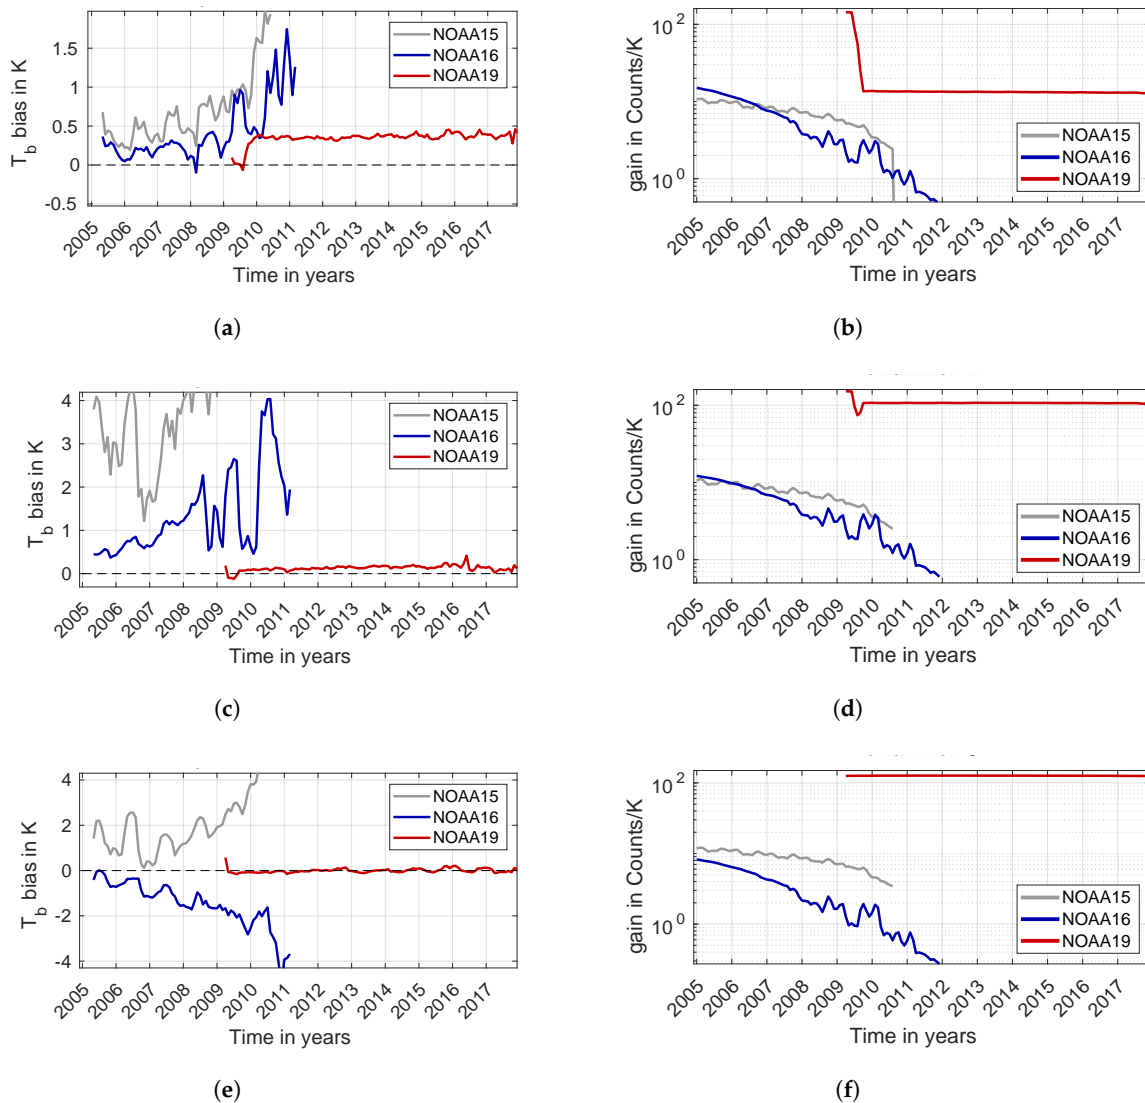 T_b bias in K
1.5
1
0.5
0
-0.5
NOAA15
NOAA16
NOAA19
2005 2006 2007 2008 2009 2010 2011 2012 2013 2014 2015 2016 2017
Time in years
(a)
gain in Counts/K
10^2
10^0
NOAA15
NOAA16
NOAA19
2005 2006 2007 2008 2009 2010 2011 2012 2013 2014 2015 2016 2017
Time in years
(b)
T_b bias in K
4
3
2
1
0
NOAA15
NOAA16
NOAA19
2005 2006 2007 2008 2009 2010 2011 2012 2013 2014 2015 2016 2017
Time in years
(c)
gain in Counts/K
10^2
10^0
NOAA15
NOAA16
NOAA19
2005 2006 2007 2008 2009 2010 2011 2012 2013 2014 2015 2016 2017
Time in years
(d)
T_b bias in K
4
2
0
-2
-4
NOAA15
NOAA16
NOAA19
2005 2006 2007 2008 2009 2010 2011 2012 2013 2014 2015 2016 2017
Time in years
(e)
gain in Counts/K
10^2
10^0
NOAA15
NOAA16
NOAA19
2005 2006 2007 2008 2009 2010 2011 2012 2013 2014 2015 2016 2017
Time in years
(f)